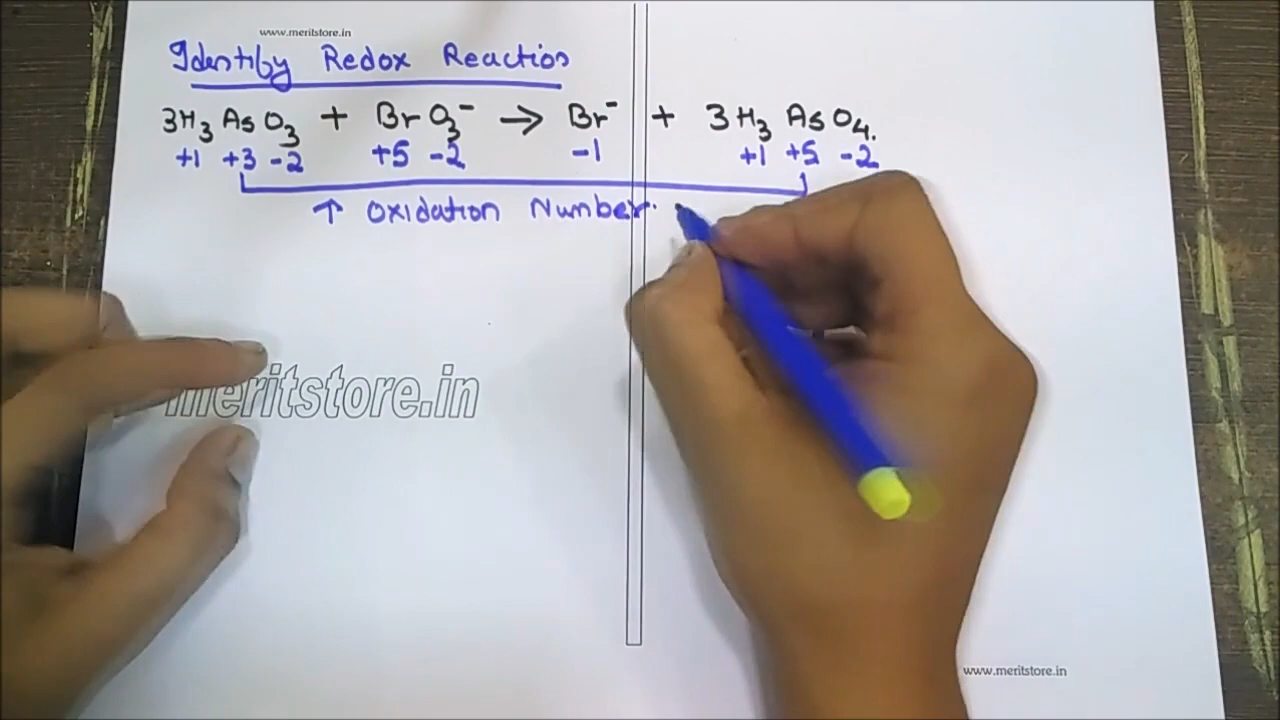 www.meritstore.in
Identify Redox Reaction
3H₃AsO₃ + BrO₃⁻ → Br⁻ + 3H₃AsO₄.
+1 +3 -2 +5 -2 -1 +1 +5 -2
↑ Oxidation Number.
meritstore.in
www.meritstore.in